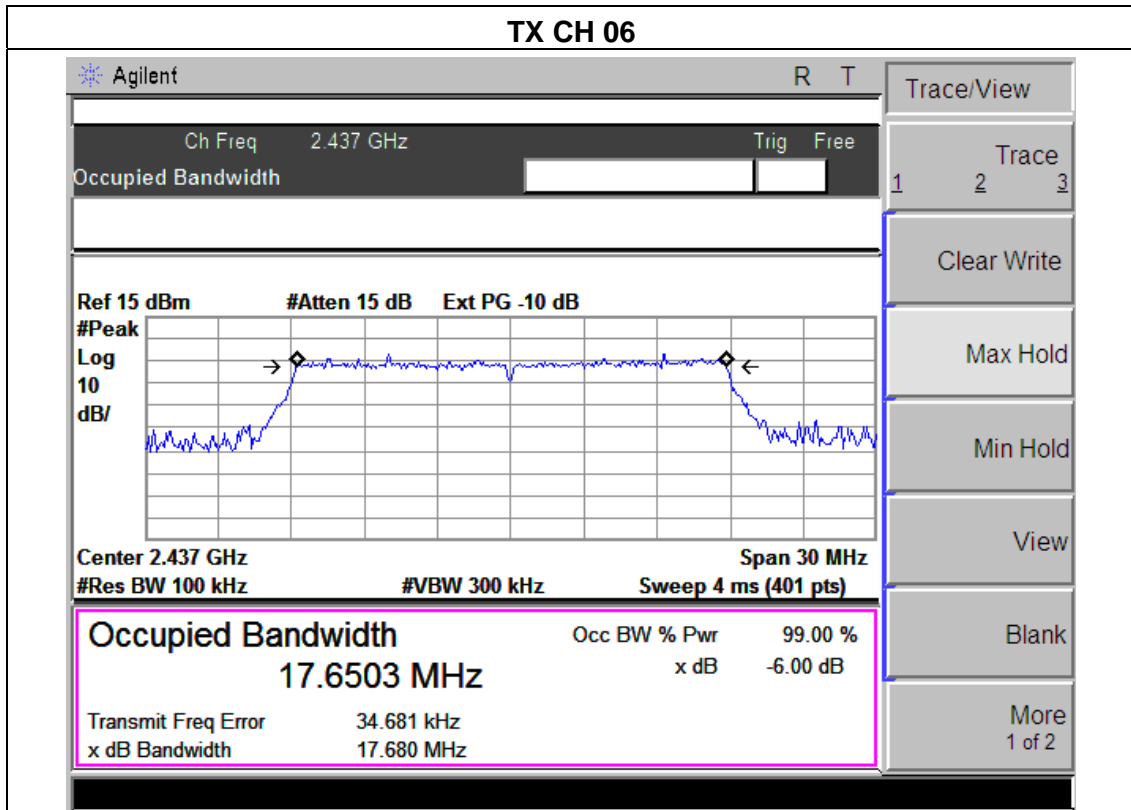 TX CH 06
Agilent R T
Trace/View
Ch Freq 2.437 GHz Trig Free
Occupied Bandwidth
Trace
1 2 3
Clear Write
Ref 15 dBm #Atten 15 dB Ext PG -10 dB
#Peak
Log
10
dB/
Max Hold
Min Hold
Center 2.437 GHz Span 30 MHz
#Res BW 100 kHz #VBW 300 kHz Sweep 4 ms (401 pts)
View
Occupied Bandwidth Occ BW % Pwr 99.00 %
17.6503 MHz x dB -6.00 dB
Blank
Transmit Freq Error 34.681 kHz
x dB Bandwidth 17.680 MHz
More
1 of 2